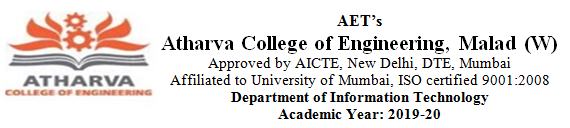 ATHARVA
COLLEGE OF ENGINEERING
AET's
Atharva College of Engineering, Malad (W)
Approved by AICTE, New Delhi, DTE, Mumbai
Affiliated to University of Mumbai, ISO certified 9001:2008
Department of Information Technology
Academic Year: 2019-20